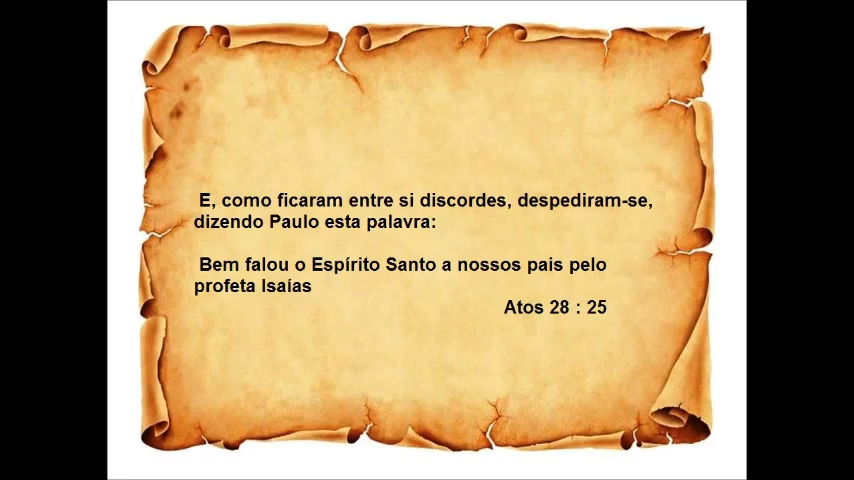 E, como ficaram entre si discordes, despediram-se,
dizendo Paulo esta palavra:
Bem falou o Espírito Santo a nossos pais pelo
profeta Isaías
Atos 28 : 25